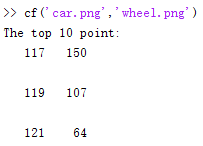 >> cf('car.png','wheel.png')
The top 10 point:
117 150
119 107
121 64